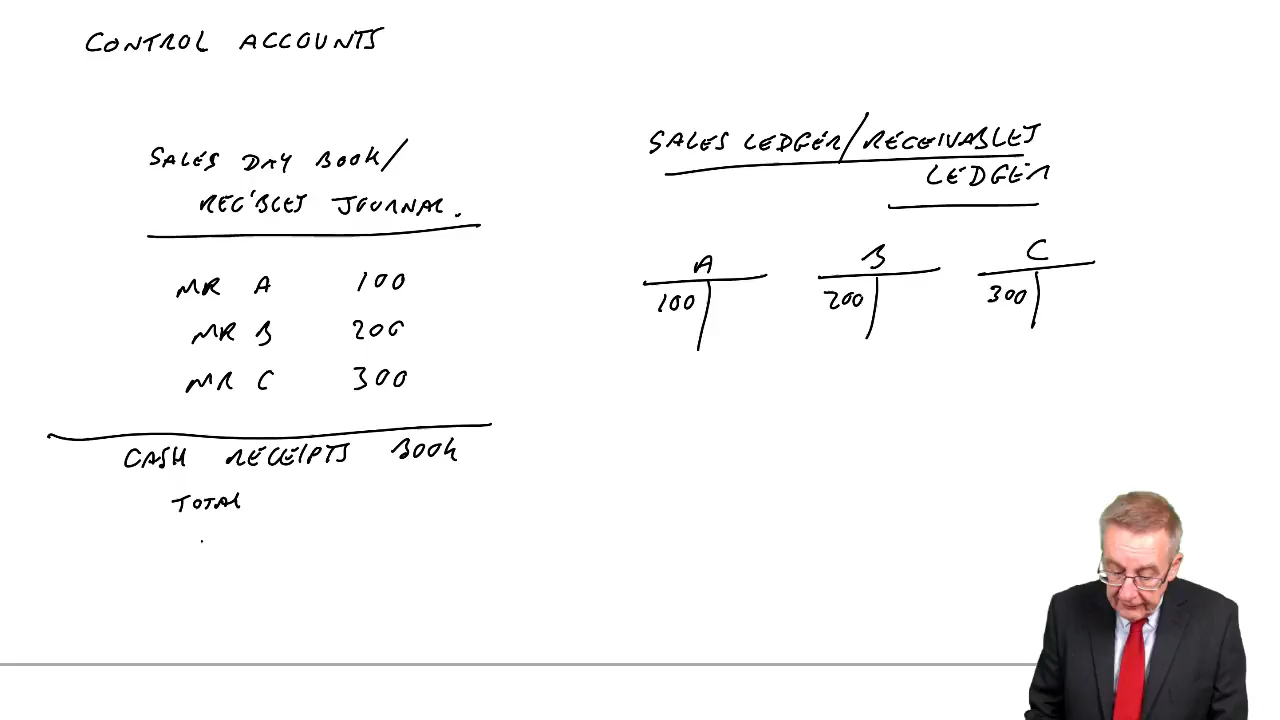 CONTROL ACCOUNTS
SALES DAY BOOK/
REC'BLES JOURNAL.
MR A 100
MR B 200
MR C 300
CASH RECEIPTS BOOK
TOTAL
SALES LEDGER/RECEIVABLES
LEDGER
A B C
100 200 300